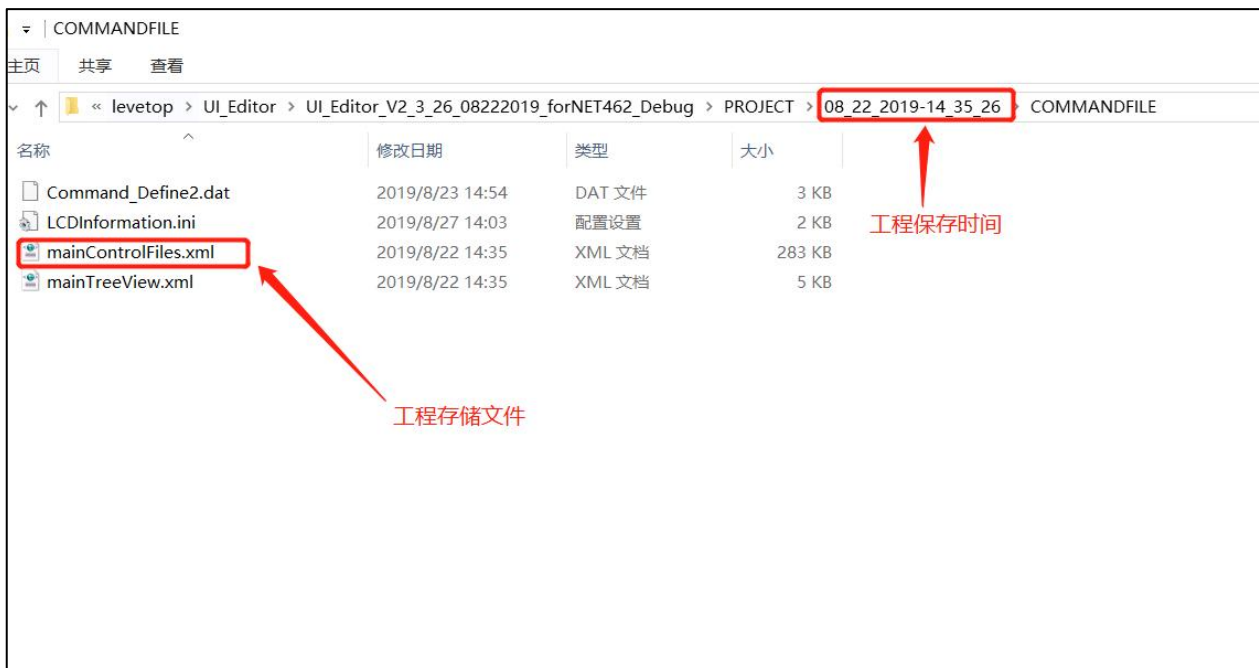 COMMANDFILE
主页 共享 查看
« levetop > UI_Editor > UI_Editor_V2_3_26_08222019_forNET462_Debug > PROJECT > 08_22_2019-14_35_26 > COMMANDFILE
名称 修改日期 类型 大小
Command_Define2.dat 2019/8/23 14:54 DAT 文件 3 KB
LCDInformation.ini 2019/8/27 14:03 配置设置 2 KB
mainControlFiles.xml 2019/8/22 14:35 XML 文档 283 KB
mainTreeView.xml 2019/8/22 14:35 XML 文档 5 KB
工程保存时间
工程存储文件